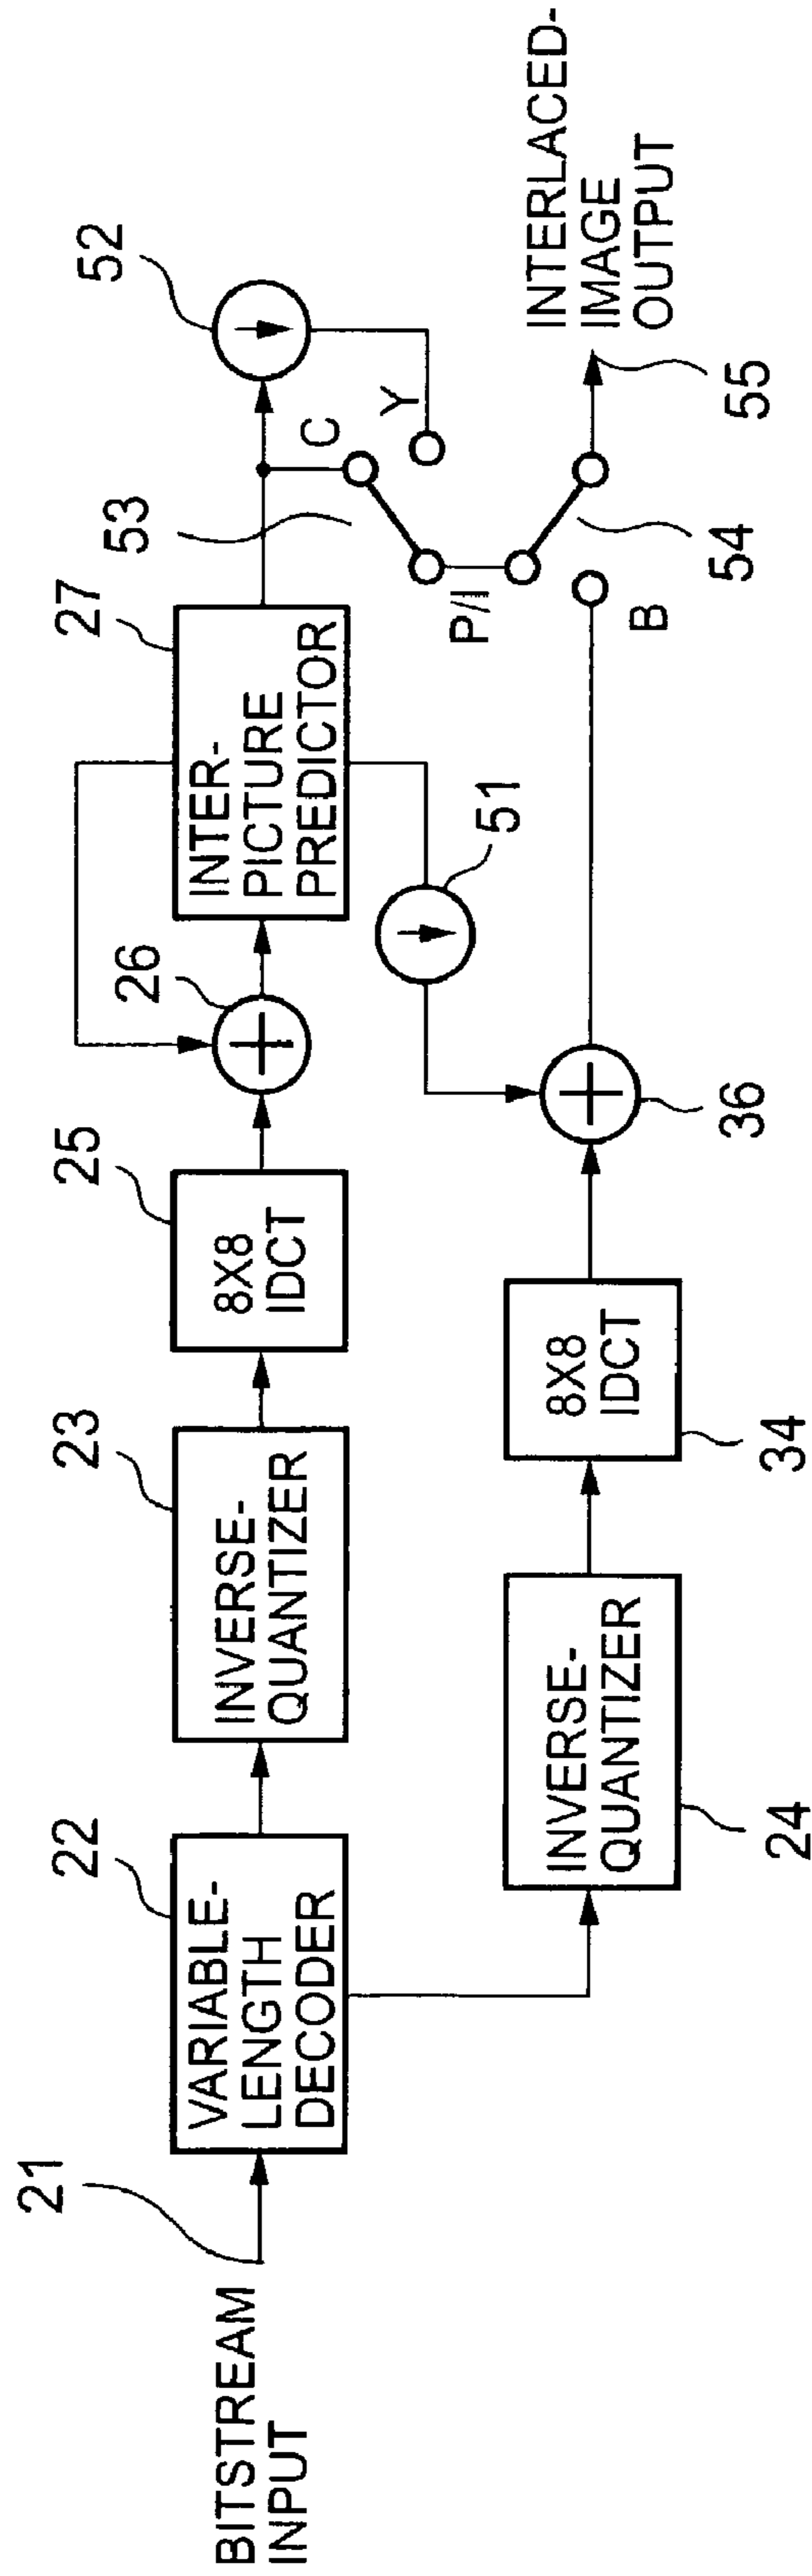 21
BITSTREAM
INPUT
22
VARIABLE-
LENGTH
DECODER
23
INVERSE-
QUANTIZER
25
8X8
IDCT
26
27
INTER-
PICTURE
PREDICTOR
52
53
C
Y
P/I
B
54
51
INTERLACED-
IMAGE
OUTPUT
55
24
INVERSE-
QUANTIZER
34
8X8
IDCT
36